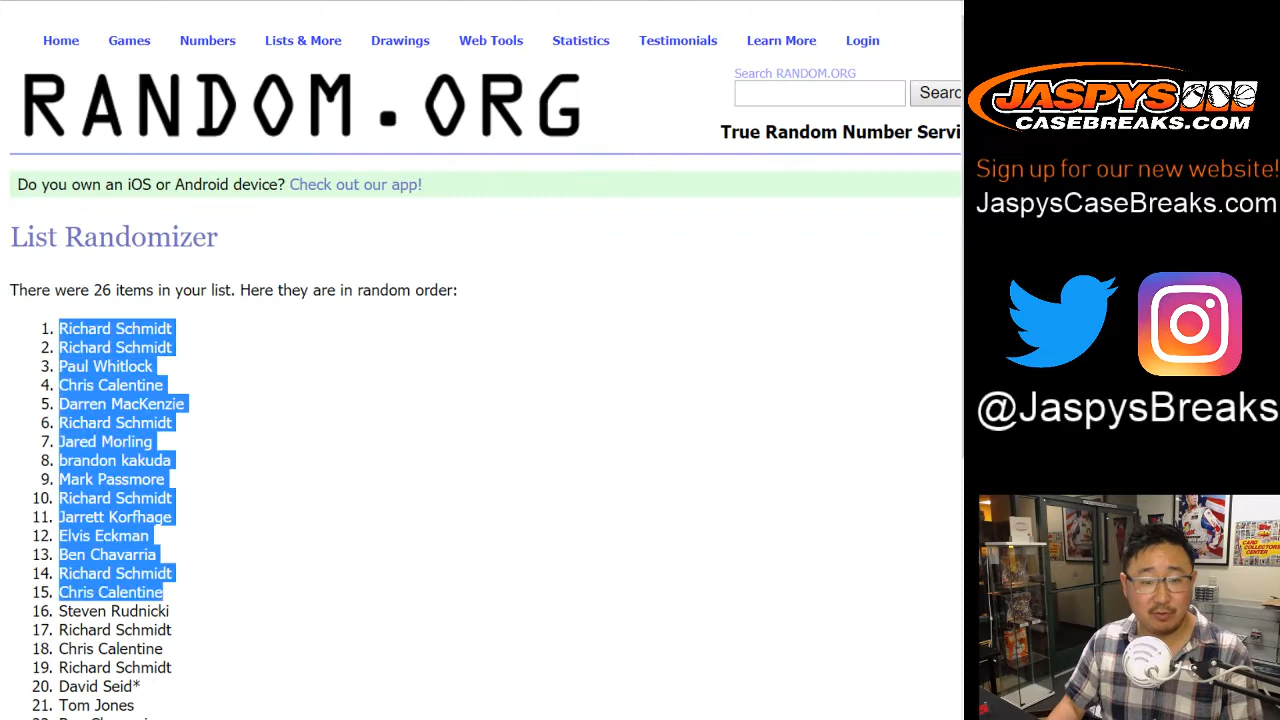 Home Games Numbers Lists & More Drawings Web Tools Statistics Testimonials Learn More Login
RANDOM.ORG
Search RANDOM.ORG
Searc
True Random Number Servi
Do you own an iOS or Android device? Check out our app!
List Randomizer
There were 26 items in your list. Here they are in random order:
1. Richard Schmidt
2. Richard Schmidt
3. Paul Whitlock
4. Chris Calentine
5. Darren MacKenzie
6. Richard Schmidt
7. Jared Morling
8. brandon kakuda
9. Mark Passmore
10. Richard Schmidt
11. Jarrett Korfhage
12. Elvis Eckman
13. Ben Chavarria
14. Richard Schmidt
15. Chris Calentine
16. Steven Rudnicki
17. Richard Schmidt
18. Chris Calentine
19. Richard Schmidt
20. David Seid*
21. Tom Jones
JASPYS
CASEBREAKS.COM
Sign up for our new website!
JaspysCaseBreaks.com
@JaspysBreaks